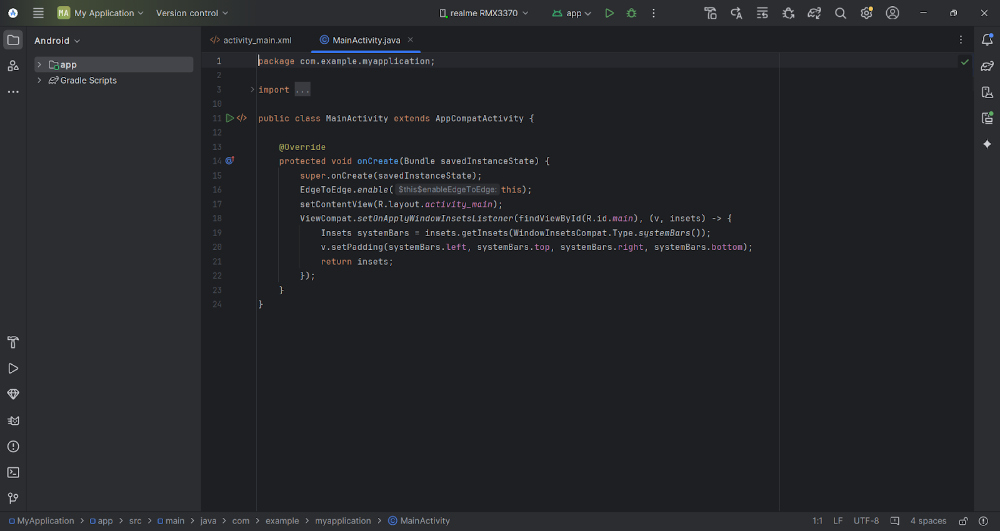 MA My Application Version control realme RMX3370 app
Android
app
Gradle Scripts
activity_main.xml MainActivity.java
1 package com.example.myapplication;
2
3 import ...
10
11 public class MainActivity extends AppCompatActivity {
12
13 @Override
14 protected void onCreate(Bundle savedInstanceState) {
15 super.onCreate(savedInstanceState);
16 EdgeToEdge.enable( $this$enableEdgeToEdge: this);
17 setContentView(R.layout.activity_main);
18 ViewCompat.setOnApplyWindowInsetsListener(findViewById(R.id.main), (v, insets) -> {
19 Insets systemBars = insets.getInsets(WindowInsetsCompat.Type.systemBars());
20 v.setPadding(systemBars.left, systemBars.top, systemBars.right, systemBars.bottom);
21 return insets;
22 });
23 }
24 }
MyApplication > app > src > main > java > com > example > myapplication > MainActivity 1:1 LF UTF-8 4 spaces